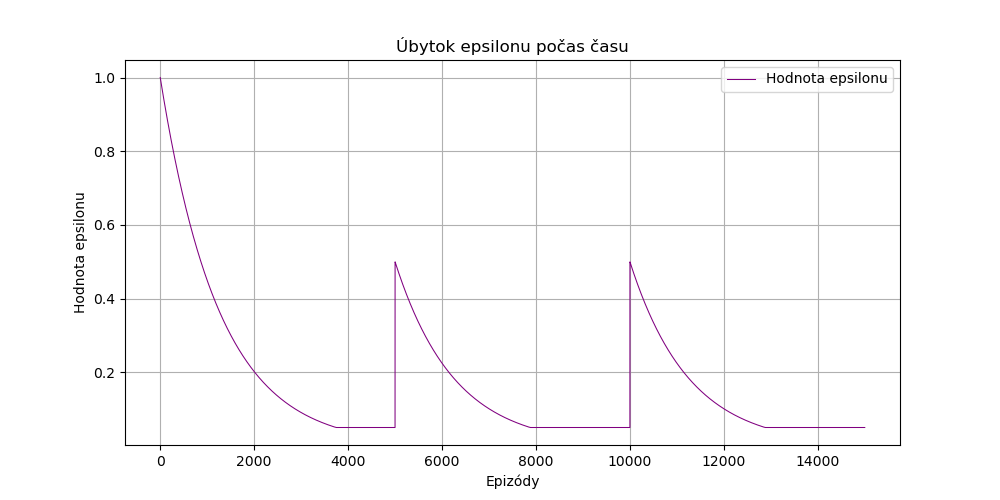 Úbytok epsilonu počas času
Hodnota epsilonu
Hodnota epsilonu
1.0
0.8
0.6
0.4
0.2
0 2000 4000 6000 8000 10000 12000 14000
Epizódy